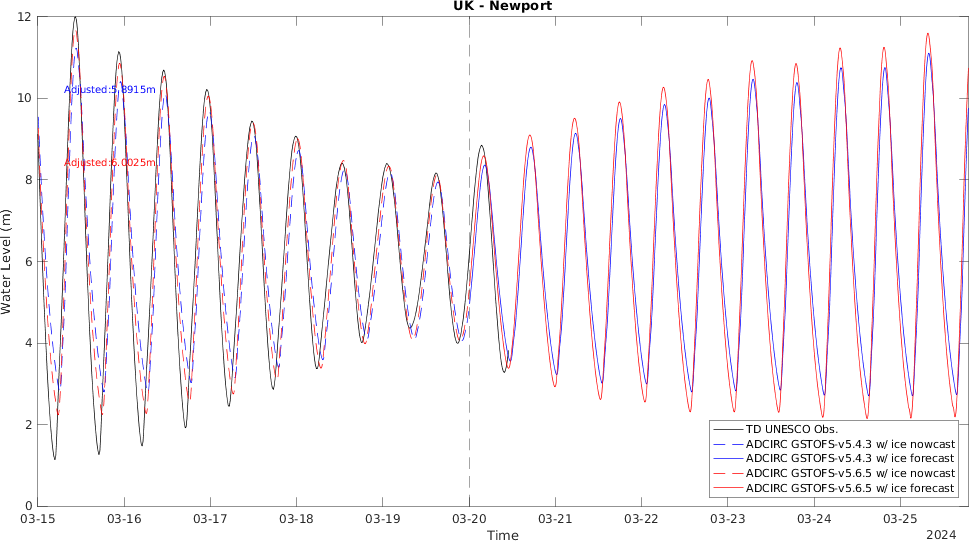 UK - Newport
12
10
8
6
4
2
0
Water Level (m)
Adjusted:5.8915m
Adjusted:6.0025m
TD UNESCO Obs.
ADCIRC GSTOFS-v5.4.3 w/ ice nowcast
ADCIRC GSTOFS-v5.4.3 w/ ice forecast
ADCIRC GSTOFS-v5.6.5 w/ ice nowcast
ADCIRC GSTOFS-v5.6.5 w/ ice forecast
03-15 03-16 03-17 03-18 03-19 03-20 03-21 03-22 03-23 03-24 03-25
Time
2024